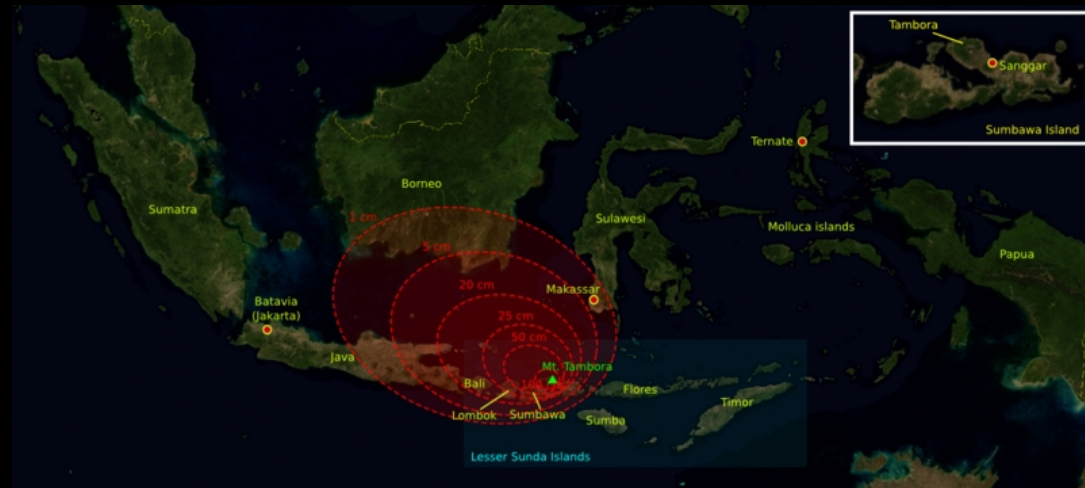 Tambora
Sanggar
Sumbawa Island
Ternate
Borneo
Sumatra
1 cm
Sulawesi
Molluca islands
5 cm
Papua
20 cm
Makassar
Batavia
(Jakarta)
25 cm
50 cm
Java
Mt. Tambora
Bali
Flores
Timor
Lombok
Sumbawa
Sumba
Lesser Sunda Islands